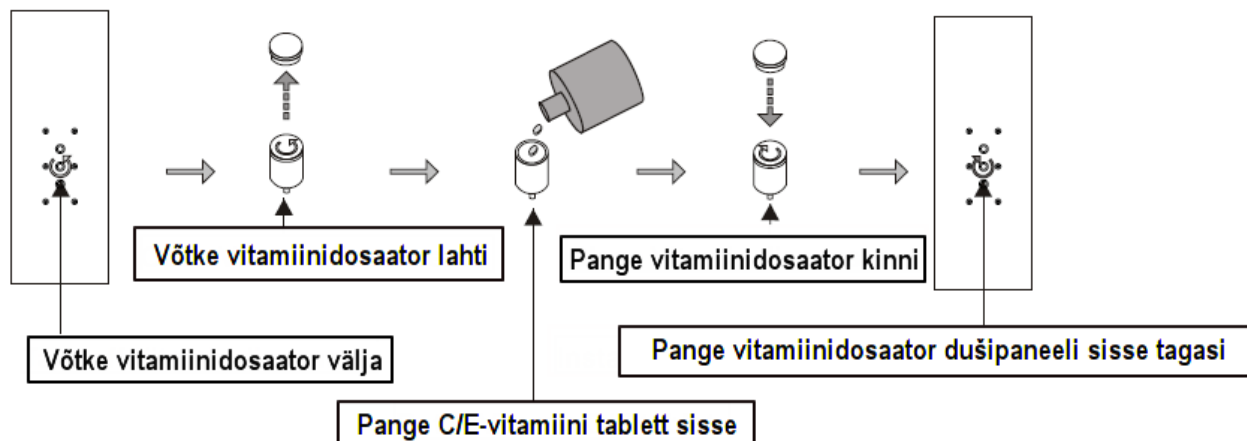 Võtke vitamiinidosaator välja
Võtke vitamiinidosaator lahti
Pange C/E-vitamiini tablett sisse
Pange vitamiinidosaator kinni
Pange vitamiinidosaator dušipaneeli sisse tagasi